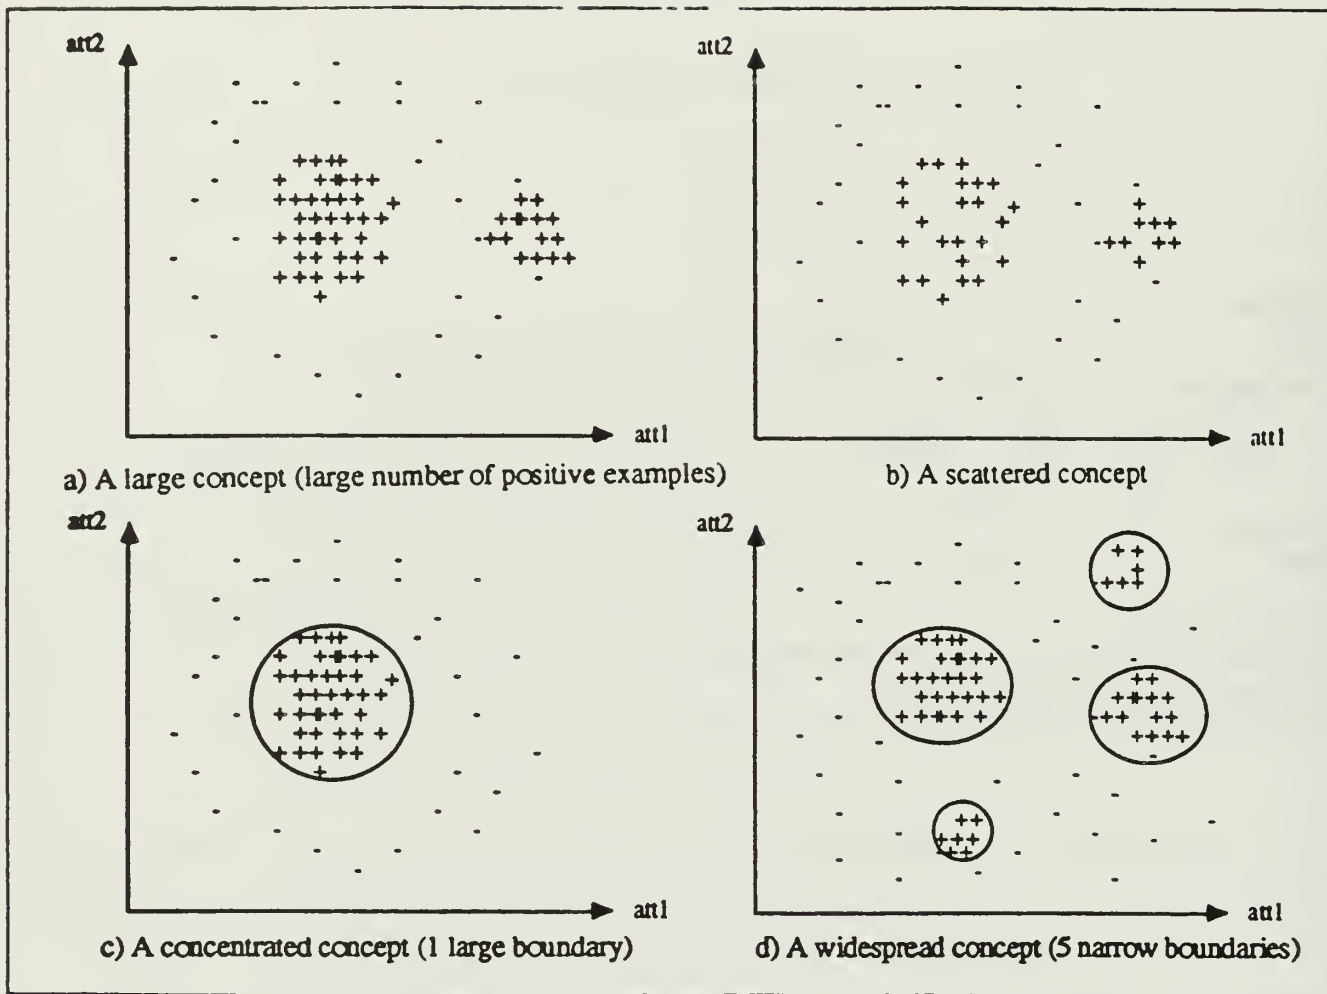 att2
att1
a) A large concept (large number of positive examples)
att2
att1
b) A scattered concept
att2
att1
c) A concentrated concept (1 large boundary)
att2
att1
d) A widespread concept (5 narrow boundaries)